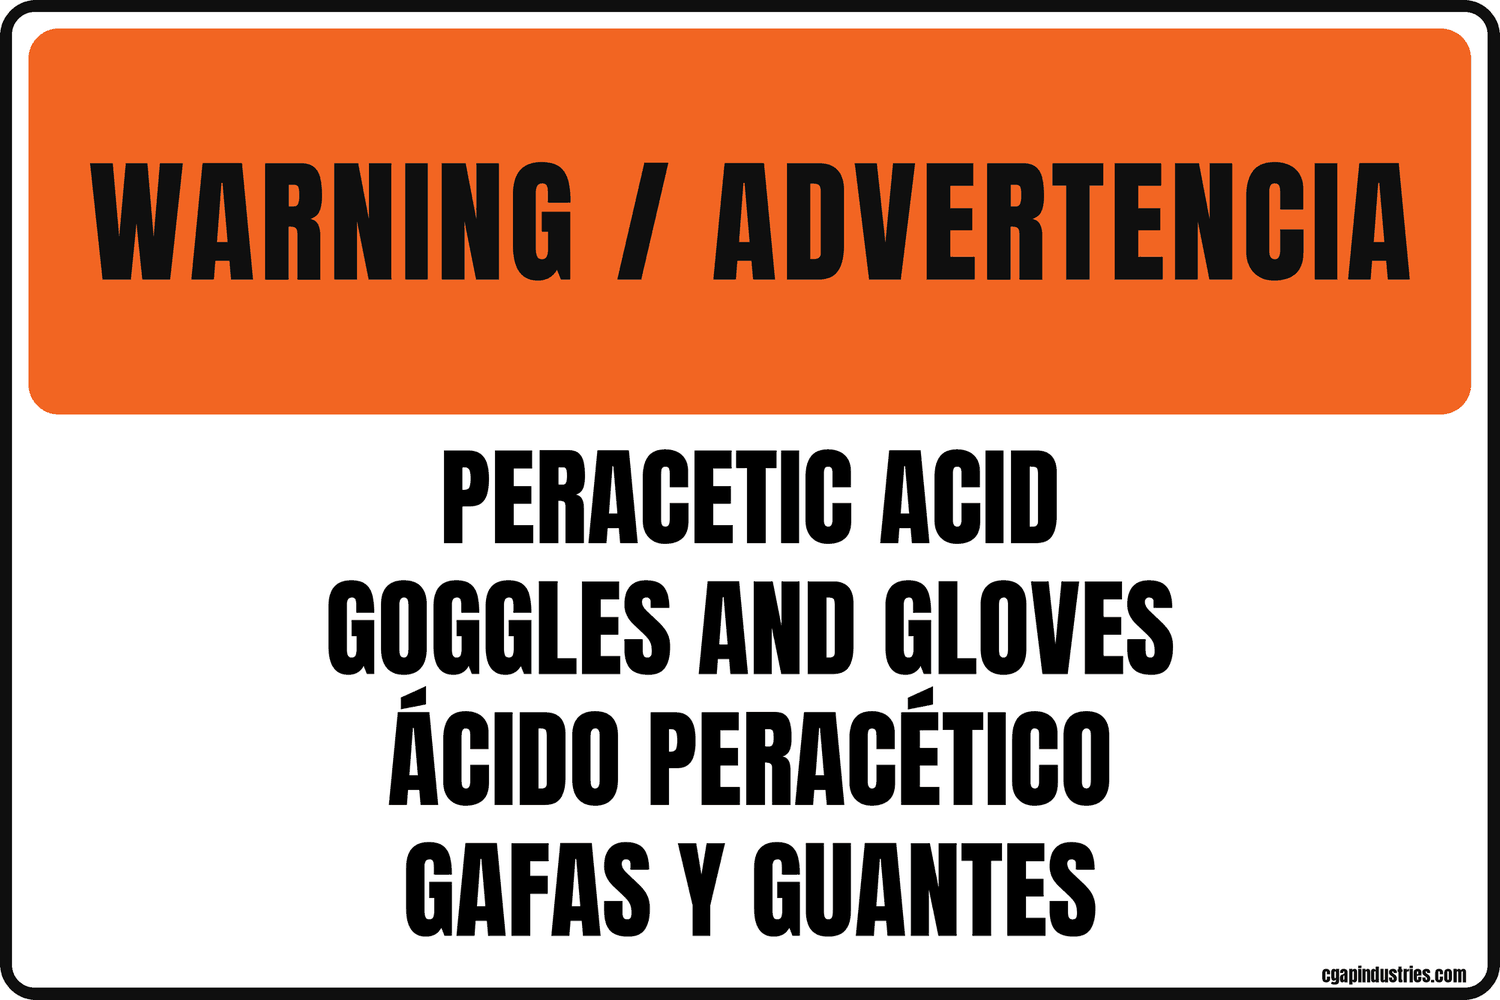 WARNING / ADVERTENCIA
PERACETIC ACID
GOGGLES AND GLOVES
ÁCIDO PERACÉTICO
GAFAS Y GUANTES
cgapindustries.com